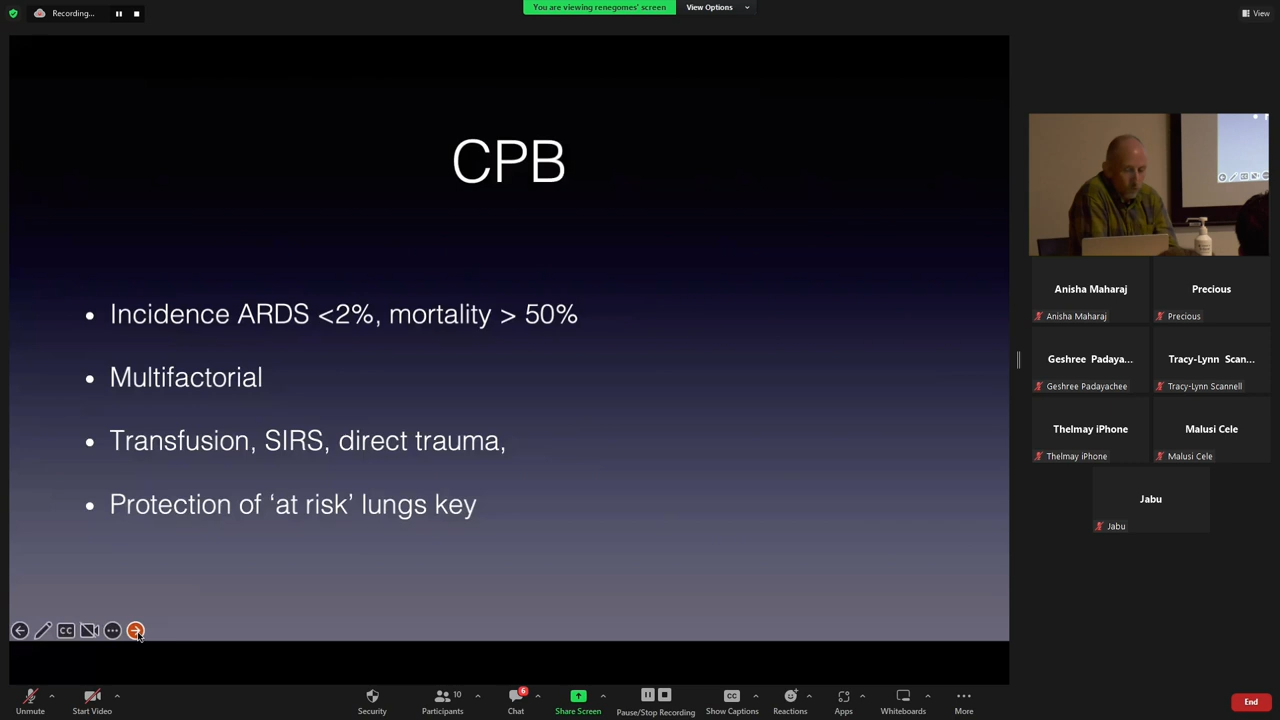 Recording...
You are viewing renegomes' screen
View Options
View
CPB
• Incidence ARDS <2%, mortality > 50%
• Multifactorial
• Transfusion, SIRS, direct trauma,
• Protection of ‘at risk’ lungs key
CC
Anisha Maharaj
Anisha Maharaj
Precious
Precious
Geshree Padaya...
Geshree Padayachee
Tracy-Lynn Scan...
Tracy-Lynn Scannell
Thelmay iPhone
Thelmay iPhone
Malusi Cele
Malusi Cele
Jabu
Jabu
Unmute
Start Video
Security
Participants
10
Chat
6
Share Screen
Pause/Stop Recording
CC
Show Captions
Reactions
Apps
Whiteboards
More
End